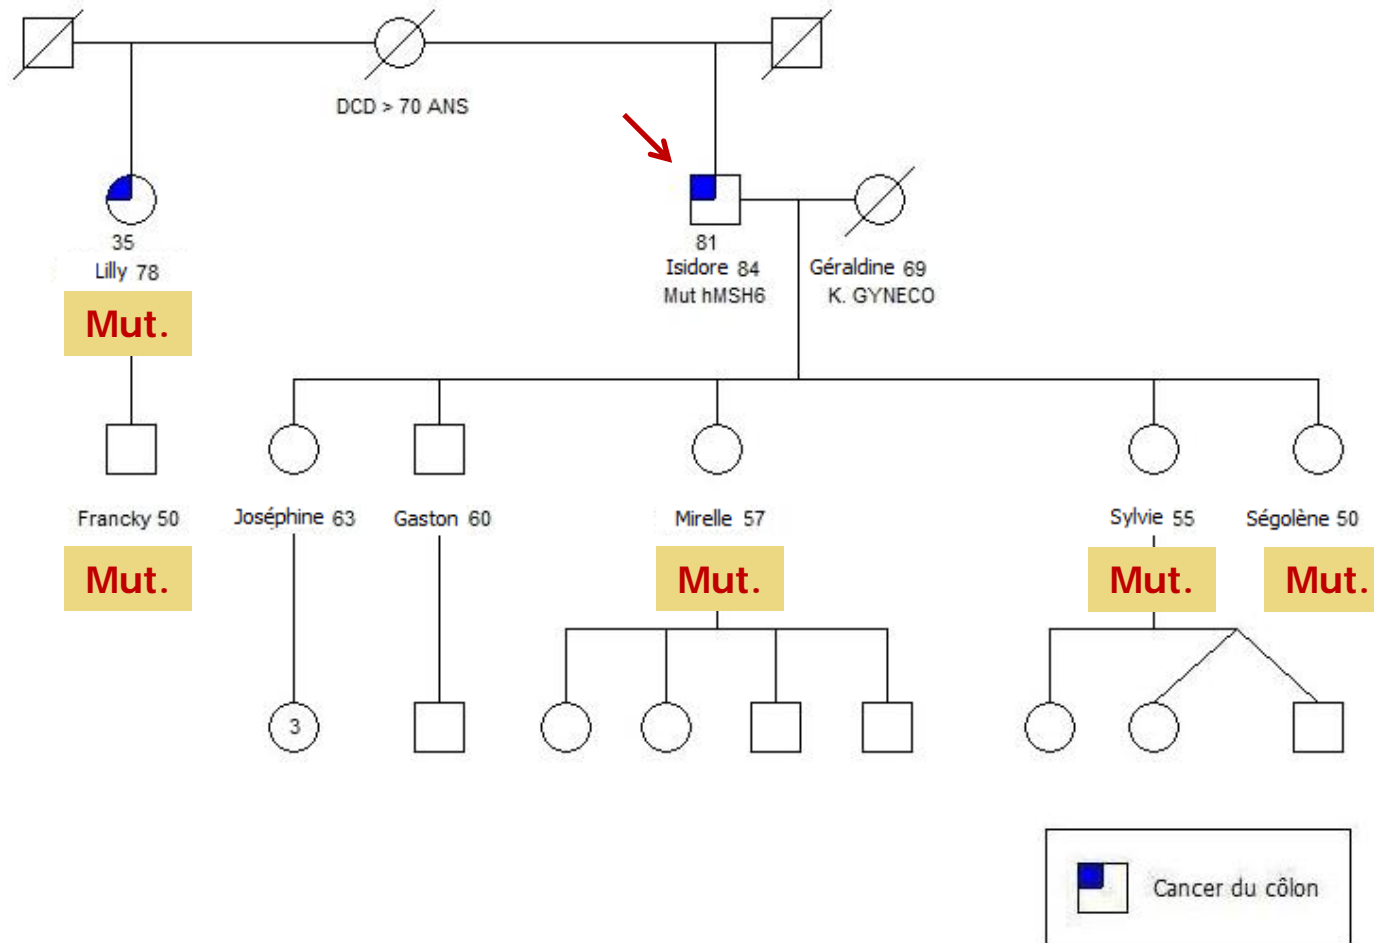 DCD > 70 ANS
35
Lilly 78
Mut.
81
Isidore 84
Mut hMSH6
Géraldine 69
K. GYNECO
Francky 50
Mut.
Joséphine 63
Gaston 60
Mirelle 57
Mut.
Sylvie 55
Mut.
Ségolène 50
Mut.
3
Cancer du côlon